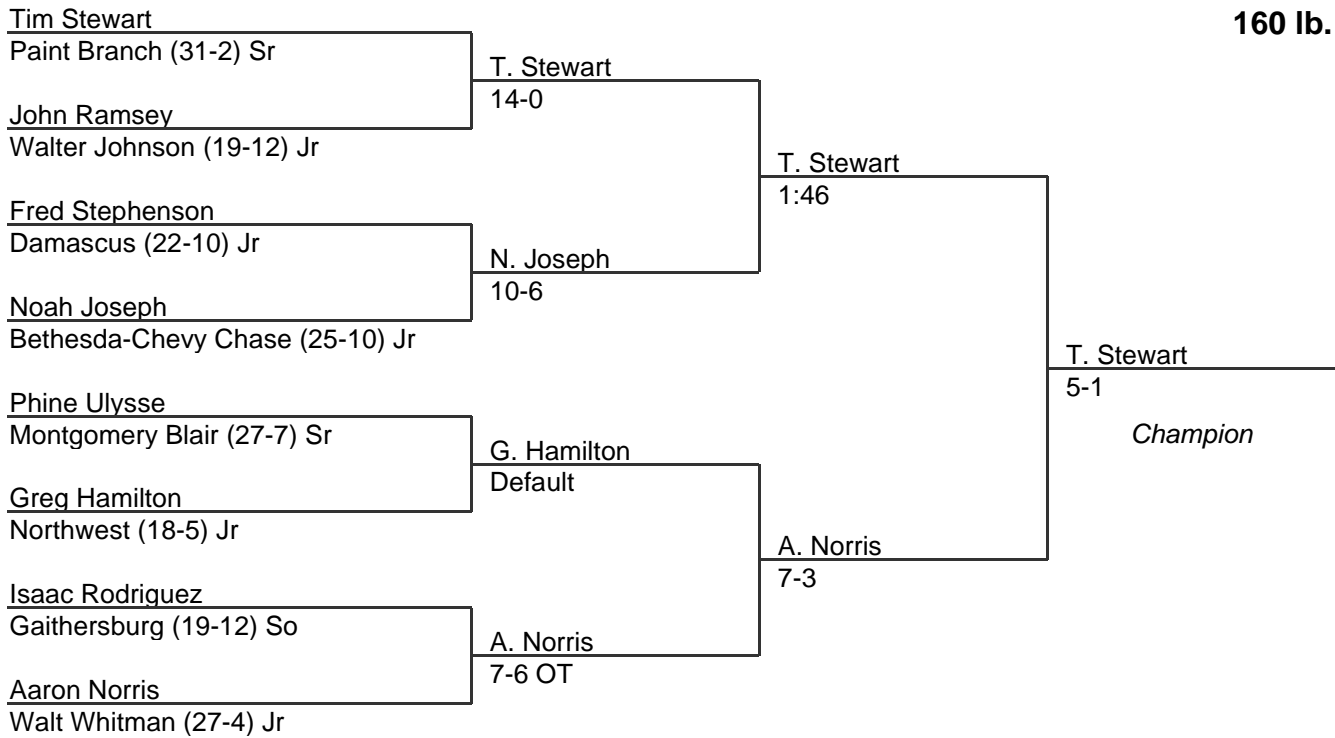 160 lb.
Tim Stewart
Paint Branch (31-2) Sr
T. Stewart
14-0
John Ramsey
Walter Johnson (19-12) Jr
T. Stewart
1:46
Fred Stephenson
Damascus (22-10) Jr
N. Joseph
10-6
Noah Joseph
Bethesda-Chevy Chase (25-10) Jr
T. Stewart
5-1
Champion
Phine Ulysse
Montgomery Blair (27-7) Sr
G. Hamilton
Default
Greg Hamilton
Northwest (18-5) Jr
A. Norris
7-3
Isaac Rodriguez
Gaithersburg (19-12) So
A. Norris
7-6 OT
Aaron Norris
Walt Whitman (27-4) Jr